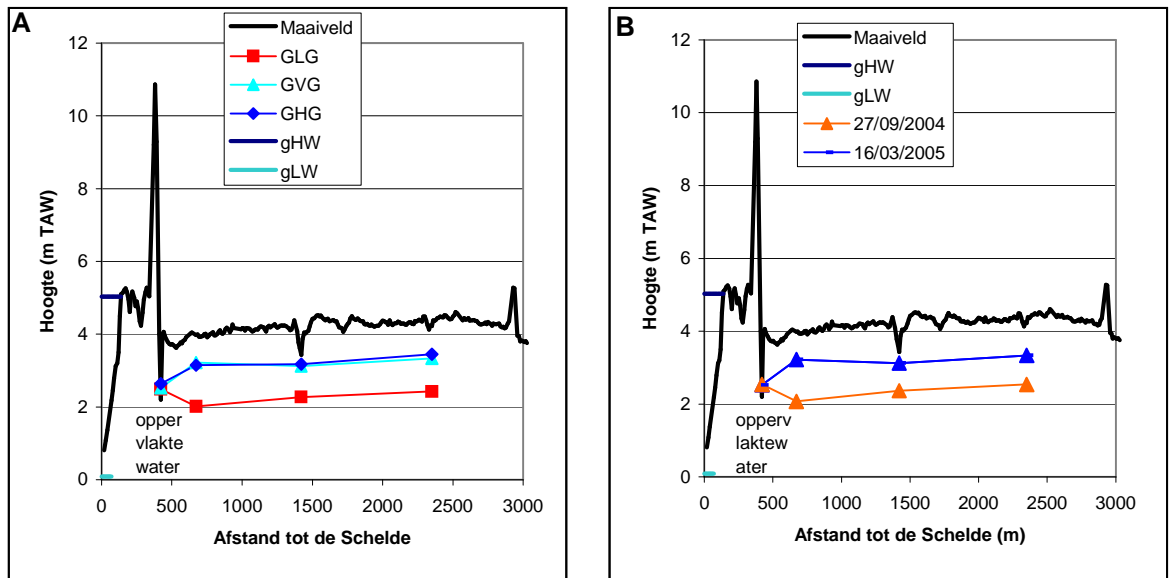 A
Maaiveld
GLG
GVG
GHG
gHW
gLW
12
10
8
6
4
2
0
Hoogte (m TAW)
opper
vlakte
water
0 500 1000 1500 2000 2500 3000
Afstand tot de Schelde
B
Maaiveld
gHW
gLW
27/09/2004
16/03/2005
12
10
8
6
4
2
0
Hoogte (m TAW)
opperv
laktew
ater
0 500 1000 1500 2000 2500 3000
Afstand tot de Schelde (m)